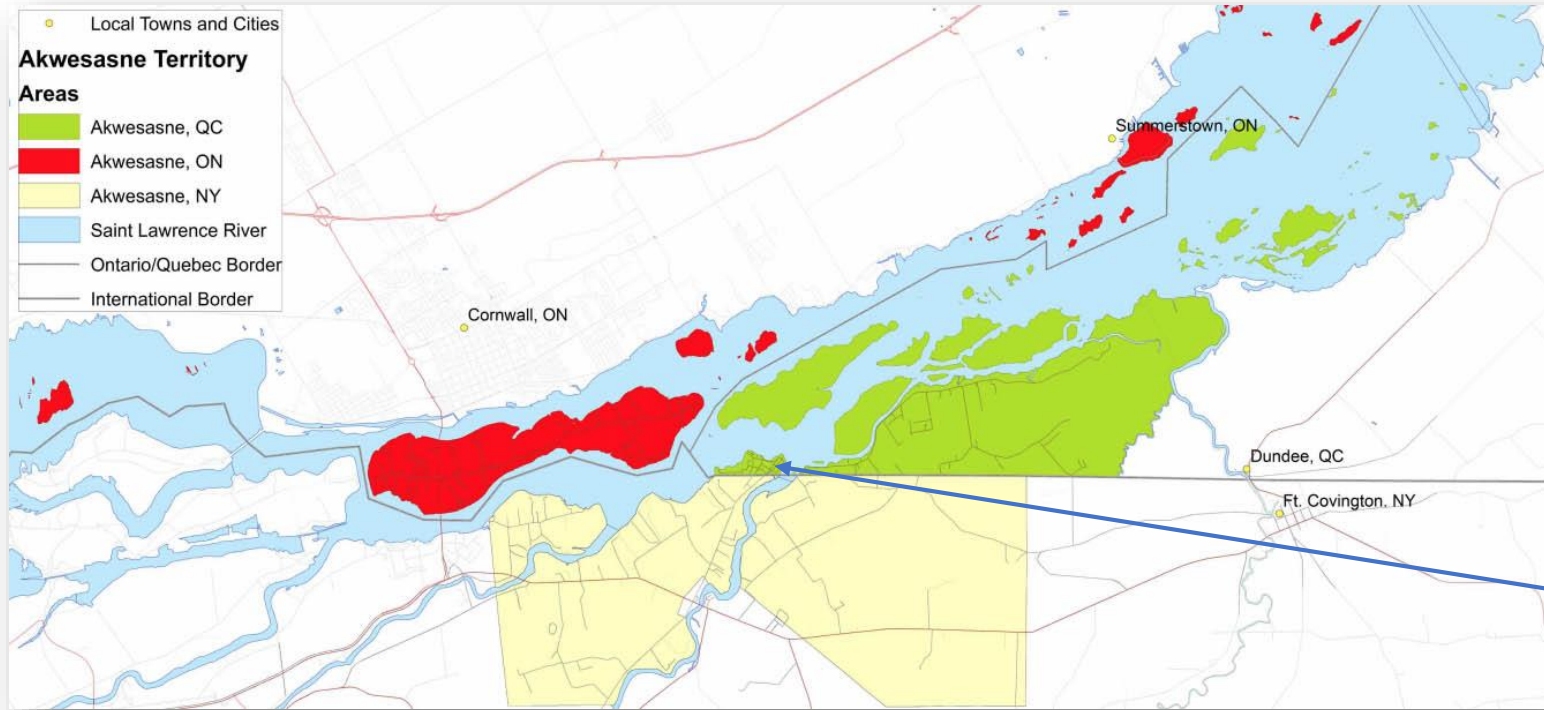 Local Towns and Cities
Akwesasne Territory
Areas
Akwesasne, QC
Akwesasne, ON
Akwesasne, NY
Saint Lawrence River
Ontario/Quebec Border
International Border
Summerstown, ON
Cornwall, ON
Dundee, QC
Ft. Covington, NY